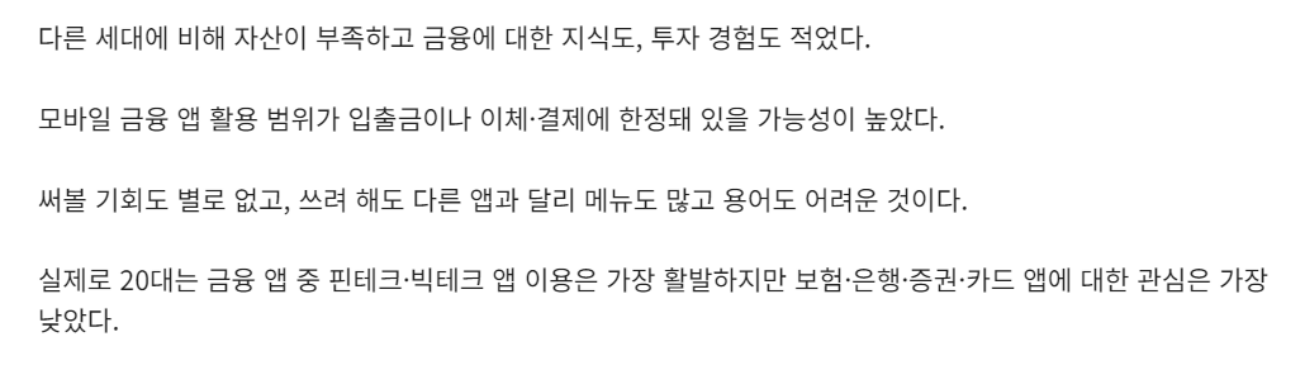 다른 세대에 비해 자산이 부족하고 금융에 대한 지식도, 투자 경험도 적었다.
모바일 금융 앱 활용 범위가 입출금이나 이체·결제에 한정돼 있을 가능성이 높았다.
써볼 기회도 별로 없고, 쓰려 해도 다른 앱과 달리 메뉴도 많고 용어도 어려운 것이다.
실제로 20대는 금융 앱 중 핀테크·빅테크 앱 이용은 가장 활발하지만 보험·은행·증권·카드 앱에 대한 관심은 가장
낮았다.